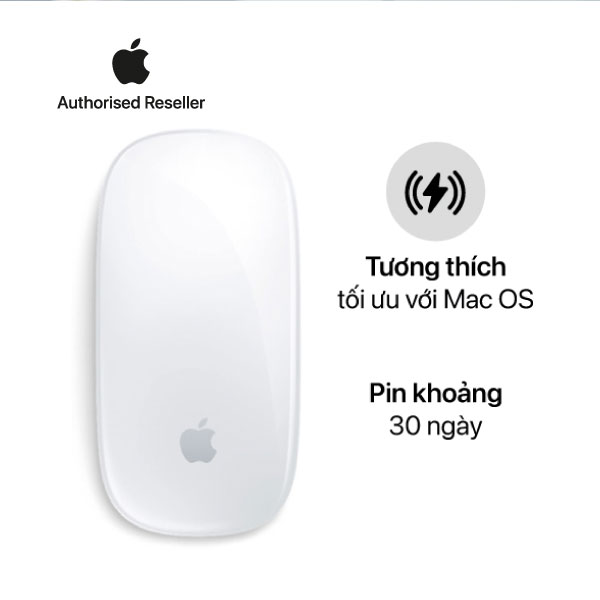 Authorised Reseller
Tương thích
tối ưu với Mac OS
Pin khoảng
30 ngày